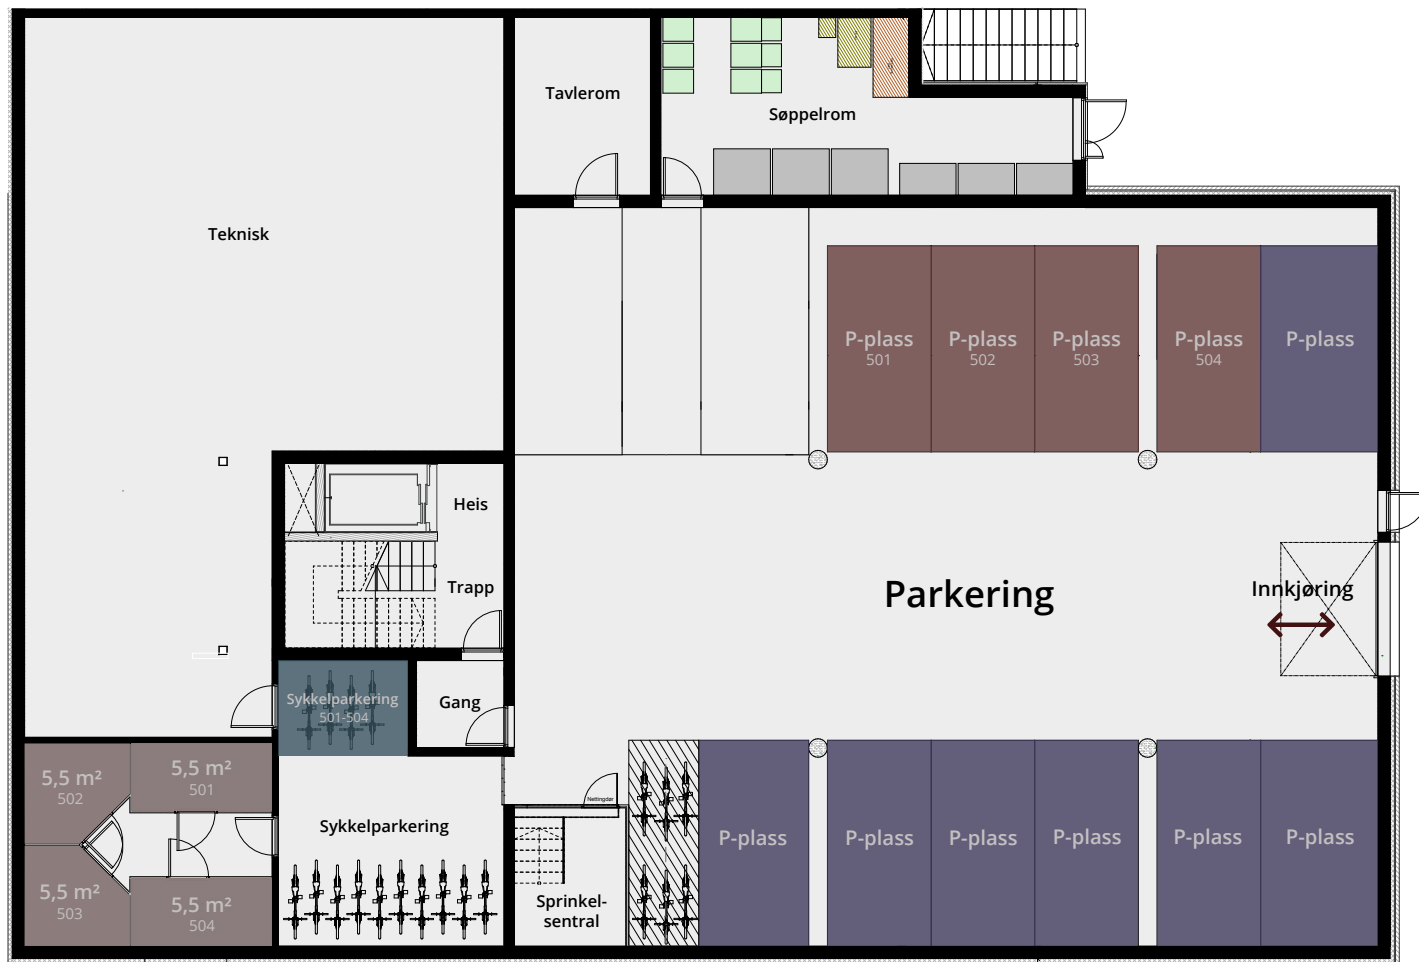 Tavlerom
Søppelrom
Teknisk
P-plass
501
P-plass
502
P-plass
503
P-plass
504
P-plass
Heis
Trapp
Parkering
Innkjøring
Sykkelparkering
501-504
Gang
5,5 m²
502
5,5 m²
501
5,5 m²
503
5,5 m²
504
Sykkelparkering
Nettingdør
Sprinkel-
sentral
P-plass
P-plass
P-plass
P-plass
P-plass
P-plass